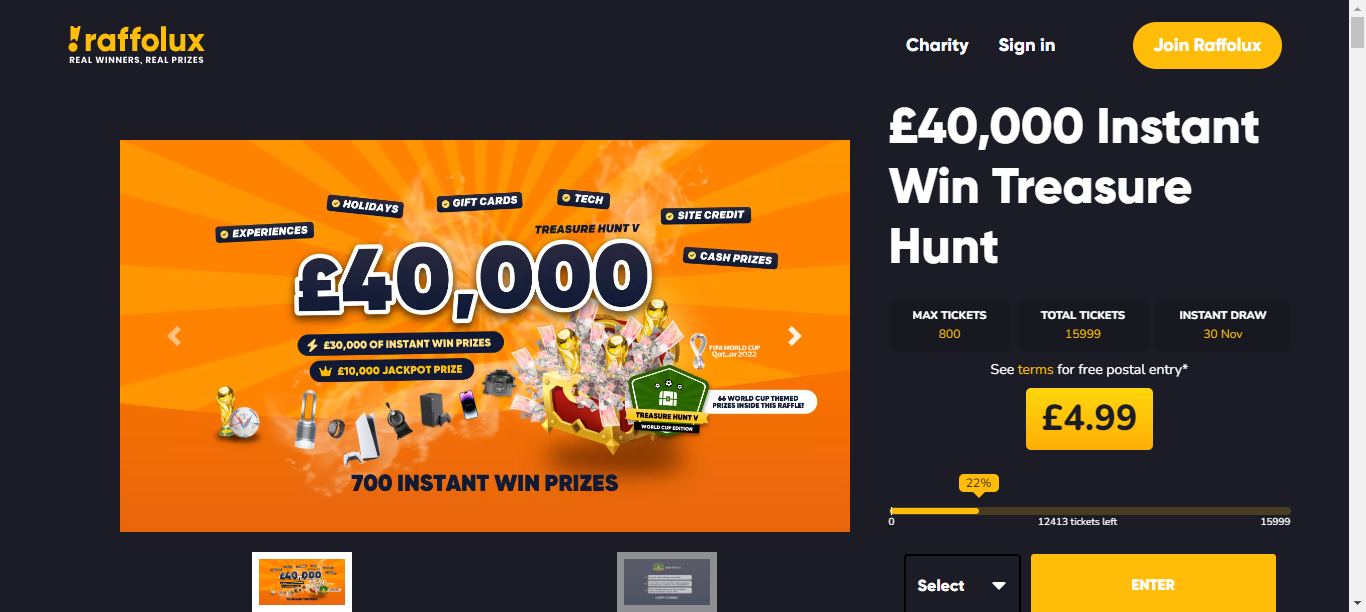 raffolux
REAL WINNERS, REAL PRIZES
Charity
Sign in
Join Raffolux
EXPERIENCES
HOLIDAYS
GIFT CARDS
TECH
SITE CREDIT
CASH PRIZES
TREASURE HUNT V
£40,000
£30,000 OF INSTANT WIN PRIZES
£10,000 JACKPOT PRIZE
FIFA WORLD CUP
Qatar2022
66 WORLD CUP THEMED
PRIZES INSIDE THIS RAFFLE!
TREASURE HUNT V
WORLD CUP EDITION
700 INSTANT WIN PRIZES
£40,000
£40,000 Instant
Win Treasure
Hunt
MAX TICKETS
800
TOTAL TICKETS
15999
INSTANT DRAW
30 Nov
See terms for free postal entry*
£4.99
22%
0
12413 tickets left
15999
Select
ENTER